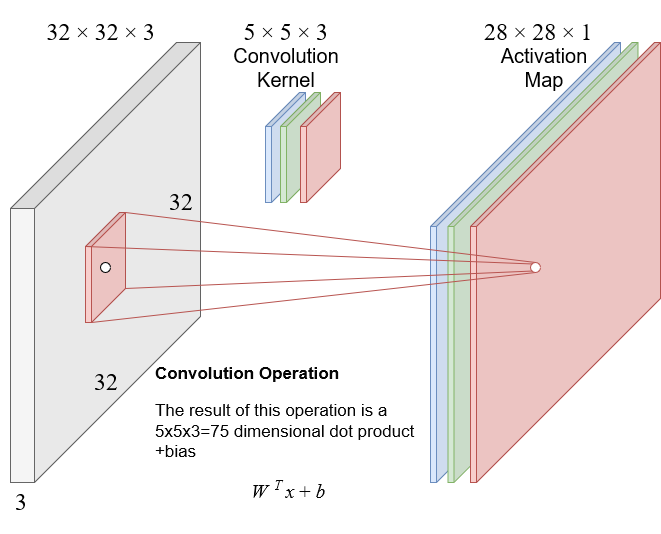 32 × 32 × 3
5 × 5 × 3
Convolution
Kernel
28 × 28 × 1
Activation
Map
32
32
3
Convolution Operation
The result of this operation is a
5x5x3=75 dimensional dot product
+bias
W^T x + b